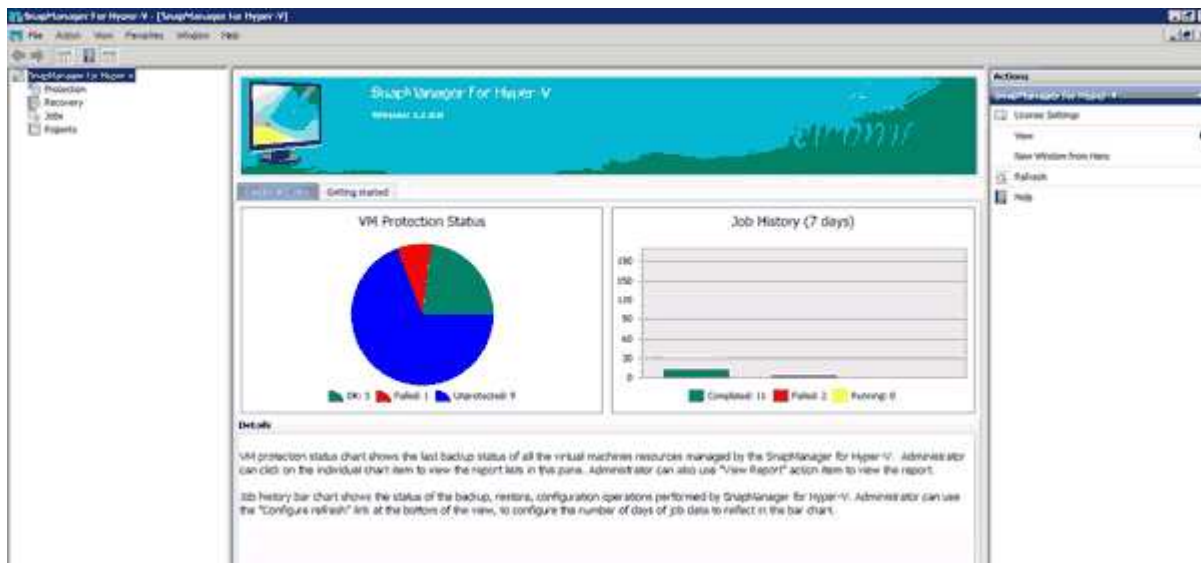 SnapManager For Hyper-V - [SnapManager for Hyper-V]
File Action View Favorites Window Help
SnapManager for Hyper-V
Protection
Recovery
Jobs
Reports
SnapManager For Hyper-V
Version:
Getting started
VM Protection Status
OK: 3 Failed: 1 Unprotected: 9
Job History (7 days)
180
150
120
90
60
30
0
Completed: 11 Failed: 2 Running: 0
Details
VM protection status chart shows the last backup status of all the virtual machines resources managed by the SnapManager for Hyper-V. Administrator
can click on the individual chart item to view the report lists in this pane. Administrator can also use "View Report" action item to view the report.
Job history bar chart shows the status of the backup, restore, configuration operations performed by SnapManager for Hyper-V. Administrator can use
the "Configure refresh" link at the bottom of the view, to configure the number of days of job data to reflect in the bar chart.
Actions
SnapManager for Hyper-V
License Settings
View
New Window from Here
Refresh
Help